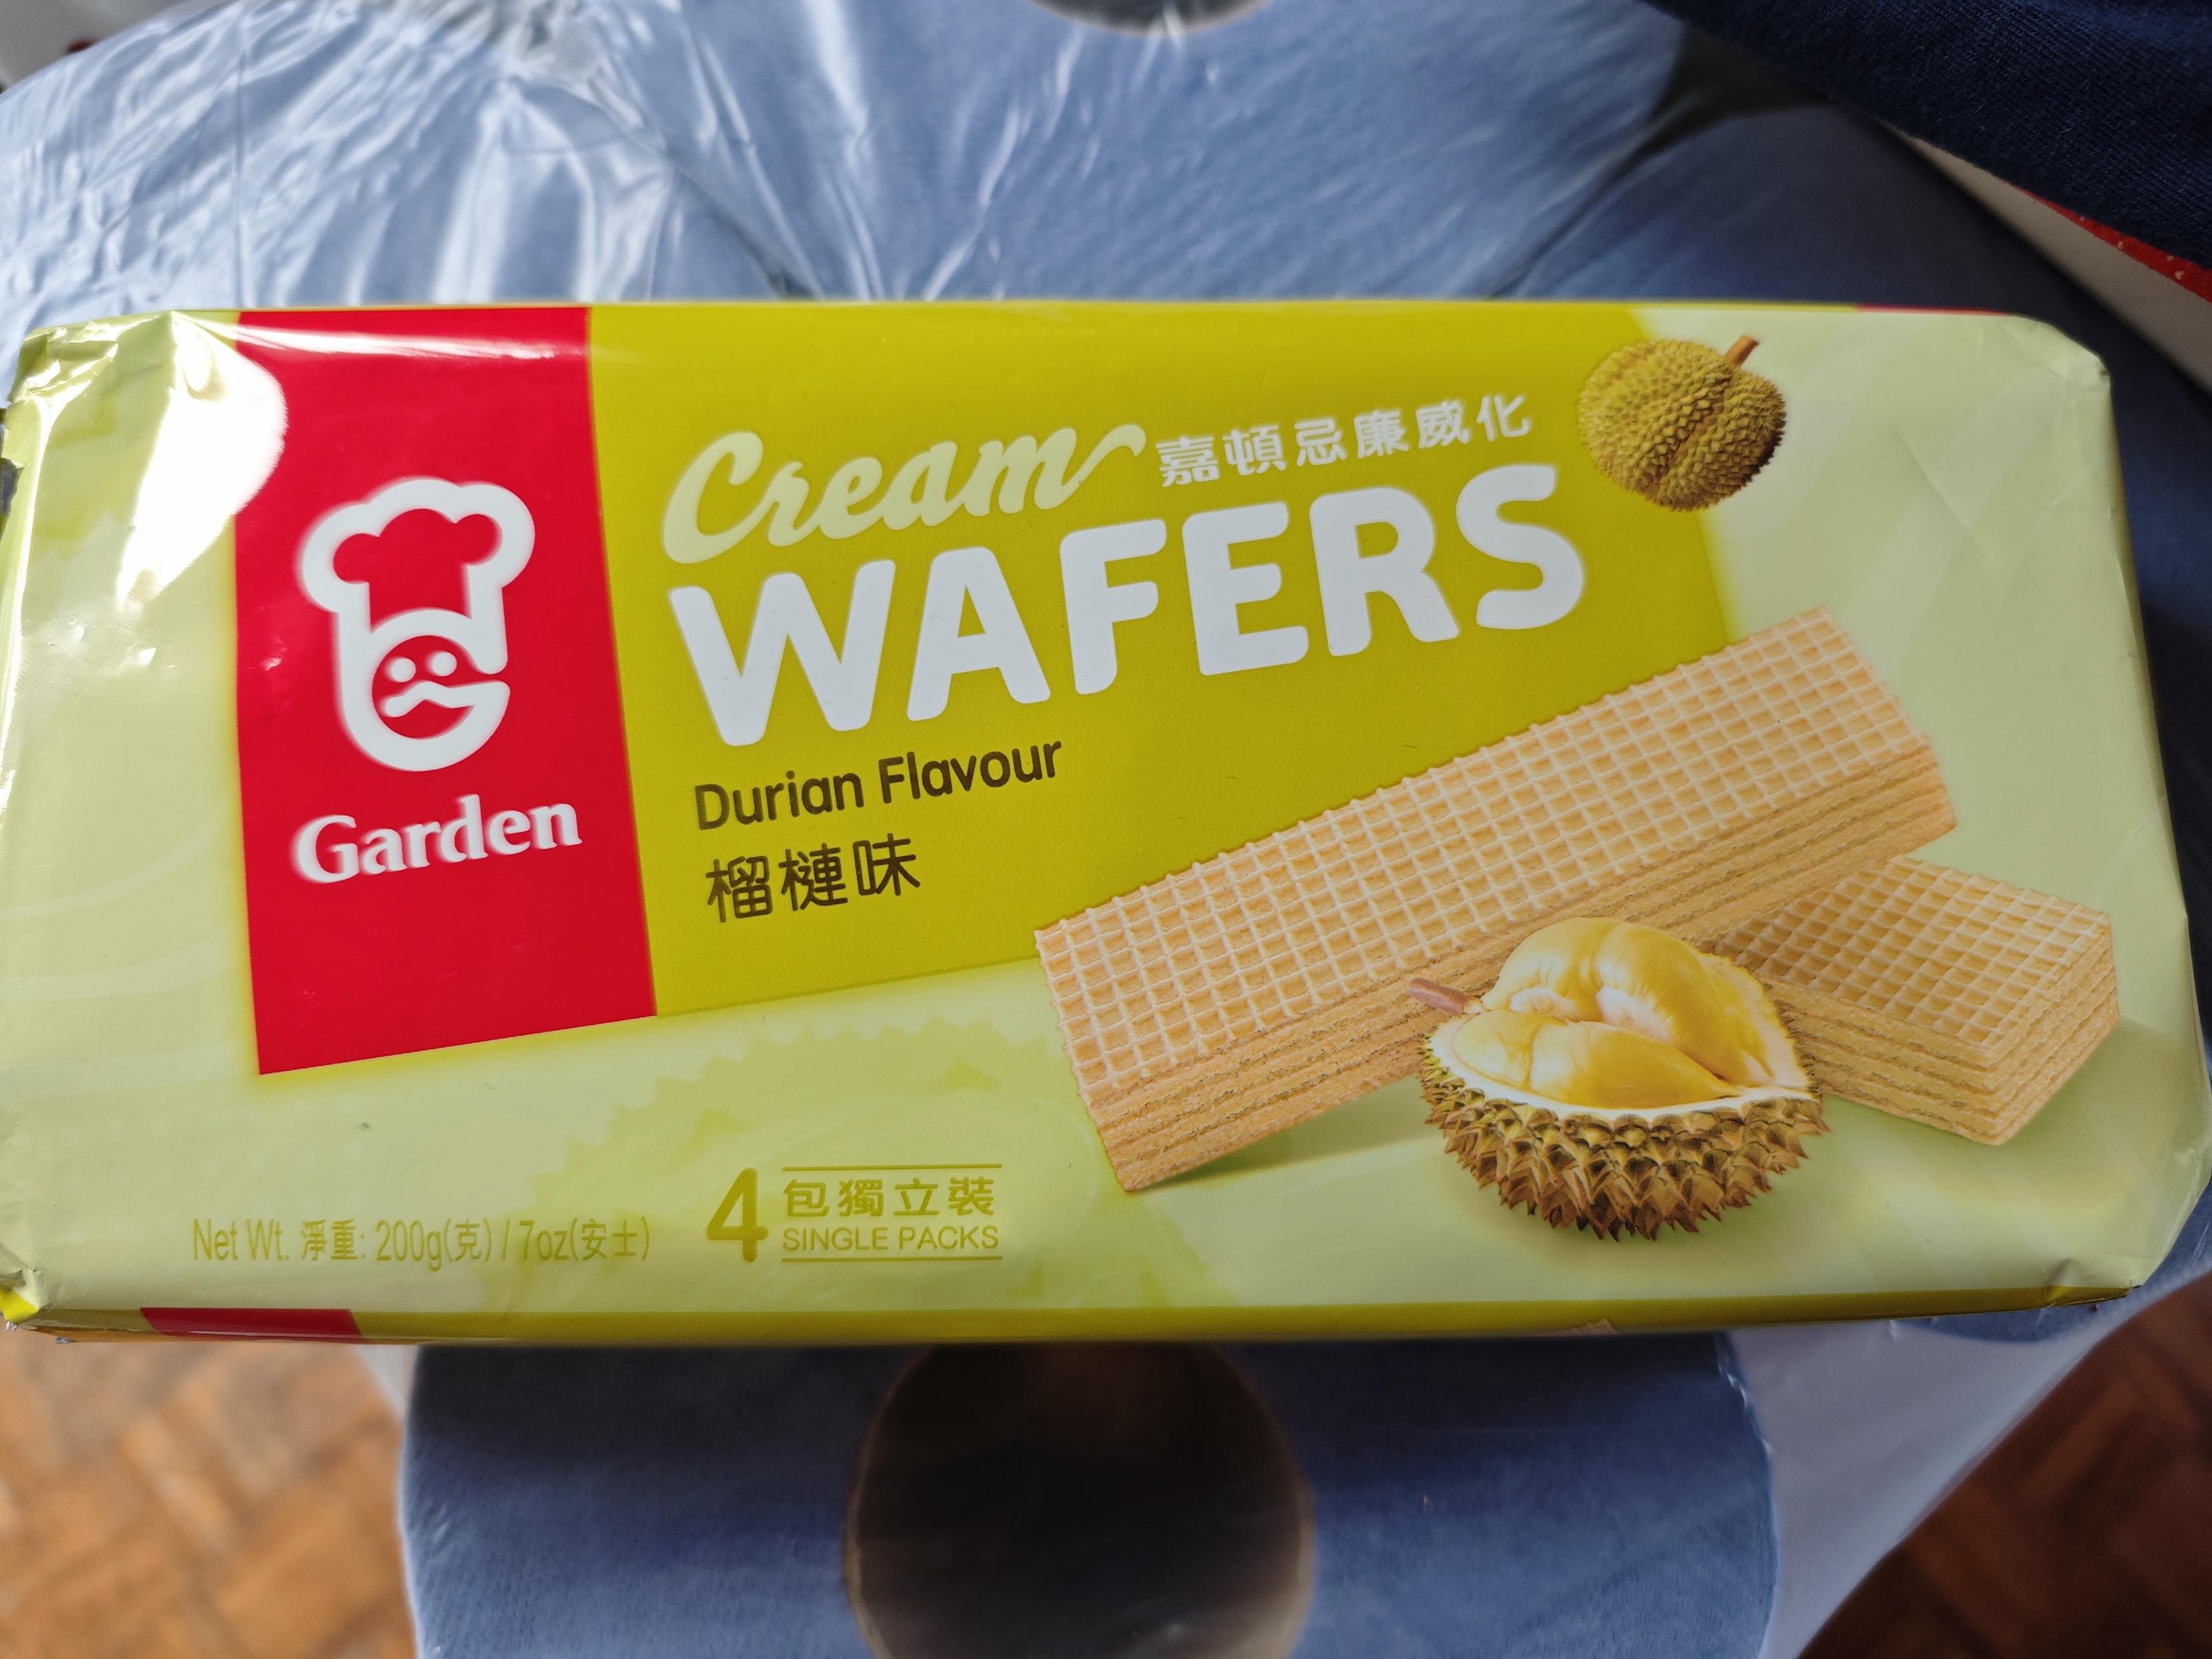 Garden
Cream 嘉頓忌廉威化
WAFERS
Durian Flavour
榴槤味
Net Wt. 淨重: 200g(克) / 7oz(安士)
4 包獨立裝
SINGLE PACKS